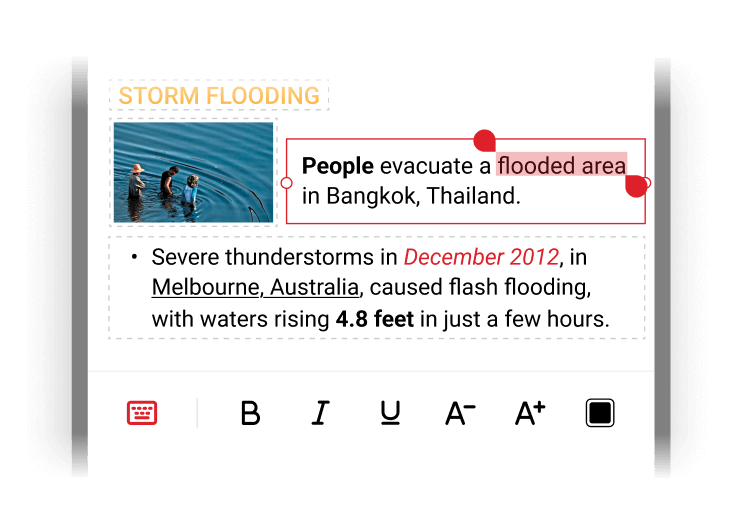 STORM FLOODING
People evacuate a flooded area
in Bangkok, Thailand.
• Severe thunderstorms in December 2012, in
Melbourne, Australia, caused flash flooding,
with waters rising 4.8 feet in just a few hours.
B I U A- A+